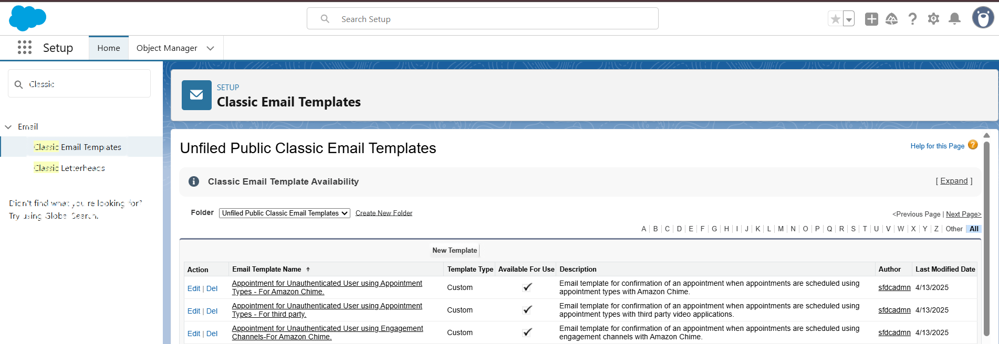 Search Setup
Setup
Home
Object Manager
Classic
Email
Classic Email Templates
Classic Letterheads
Didn't find what you're looking for?
Try using Global Search.
SETUP
Classic Email Templates
Unfiled Public Classic Email Templates
Help for this Page
Classic Email Template Availability
[ Expand ]
Folder Unfiled Public Classic Email Templates Create New Folder
<Previous Page | Next Page>
A | B | C | D | E | F | G | H | I | J | K | L | M | N | O | P | Q | R | S | T | U | V | W | X | Y | Z | Other | All
New Template
Action Email Template Name Template Type Available For Use Description Author Last Modified Date
Edit | Del Appointment for Unauthenticated User using Appointment Types - For Amazon Chime. Custom Email template for confirmation of an appointment when appointments are scheduled using appointment types with Amazon Chime. sfdcadmn 4/13/2025
Edit | Del Appointment for Unauthenticated User using Appointment Types - For third party. Custom Email template for confirmation of an appointment when appointments are scheduled using appointment types with third party video applications. sfdcadmn 4/13/2025
Edit | Del Appointment for Unauthenticated User using Engagement Channels-For Amazon Chime. Custom Email template for confirmation of an appointment when appointments are scheduled using engagement channels with Amazon Chime. sfdcadmn 4/13/2025